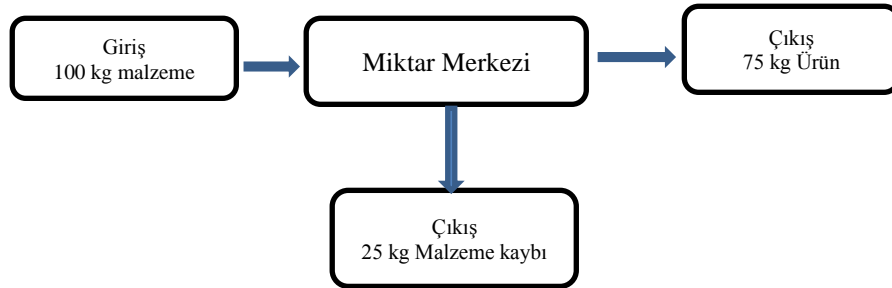 Giriş
100 kg malzeme
Miktar Merkezi
Çıkış
75 kg Ürün
Çıkış
25 kg Malzeme kaybı